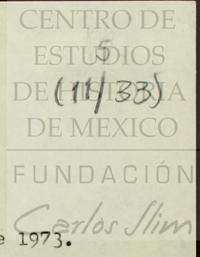 CENTRO DE
ESTUDIOS
5
DE HISTORIA
(11/33)
DE MEXICO
FUNDACIÓN
Carlos Slim
e 1973.